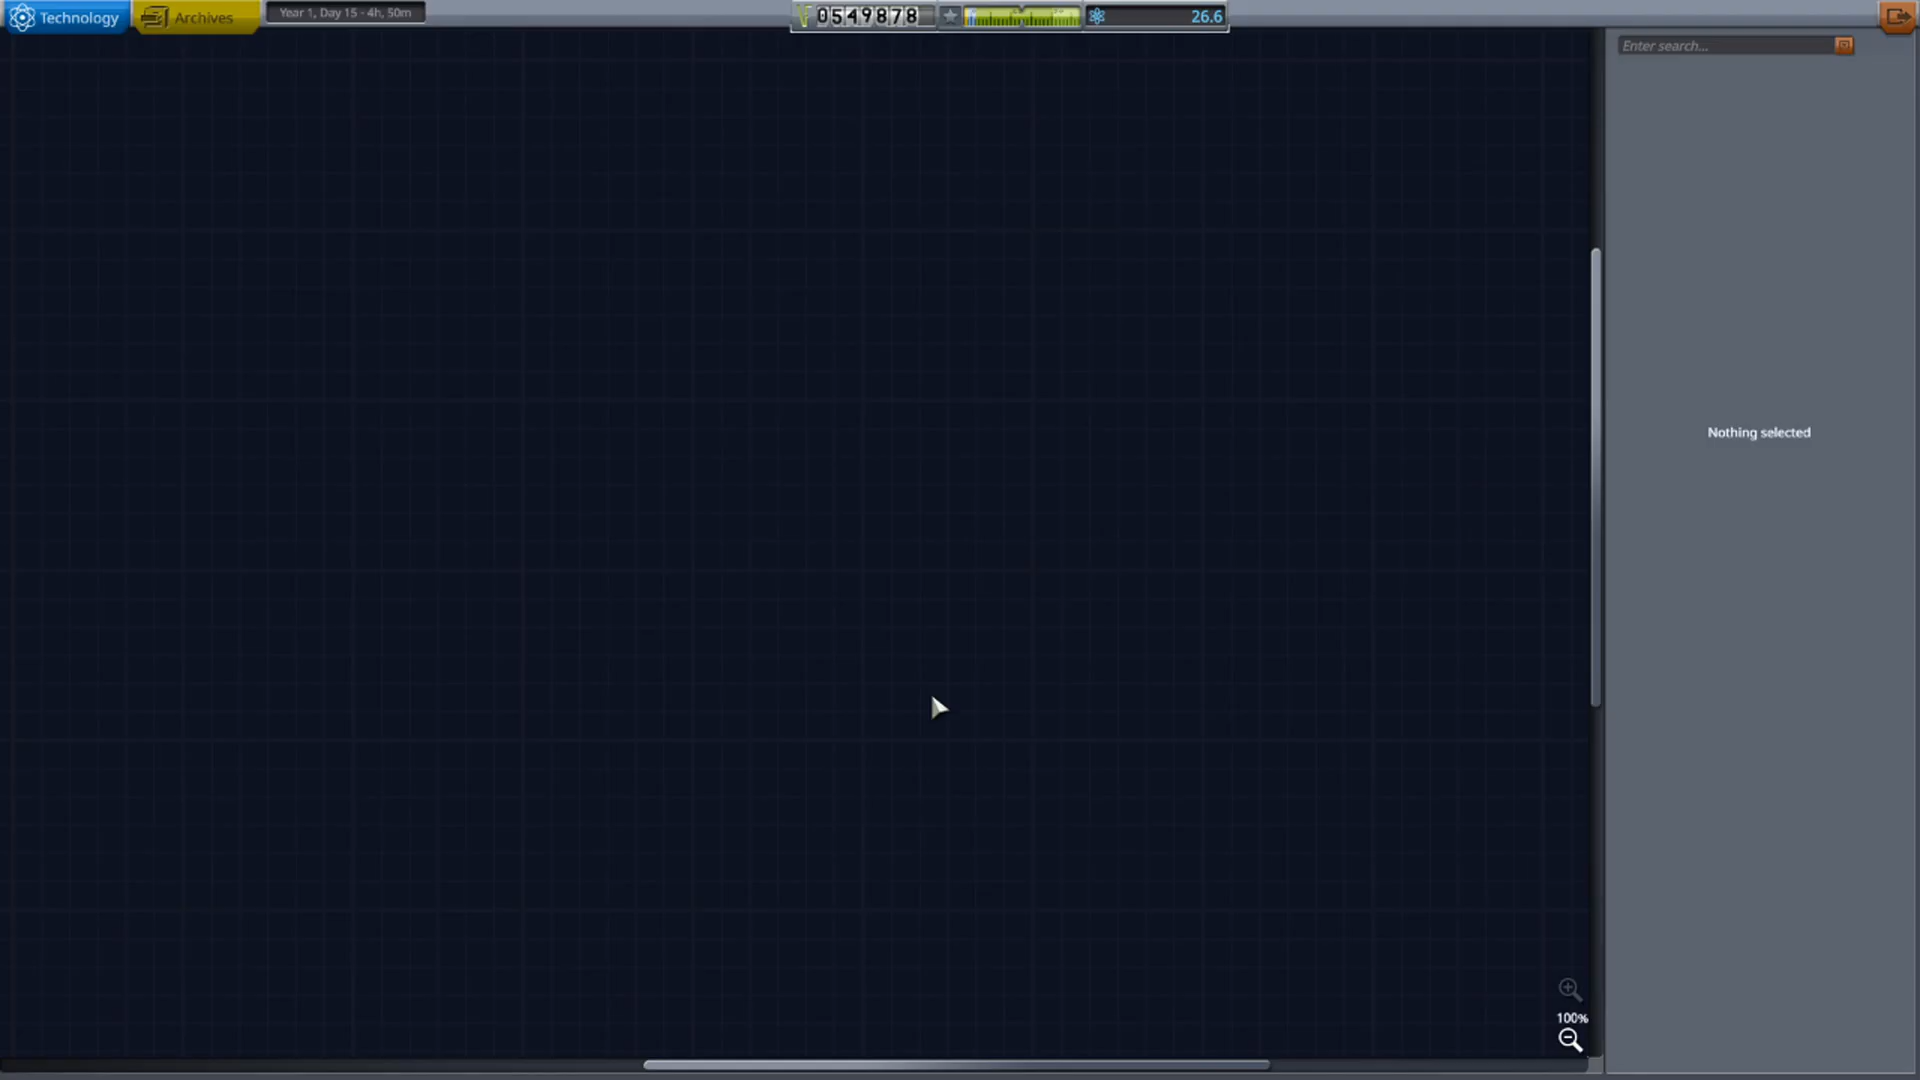 Technology
Archives
Year 1, Day 15 - 4h, 50m
0549878
26.6
Enter search...
Nothing selected
100%